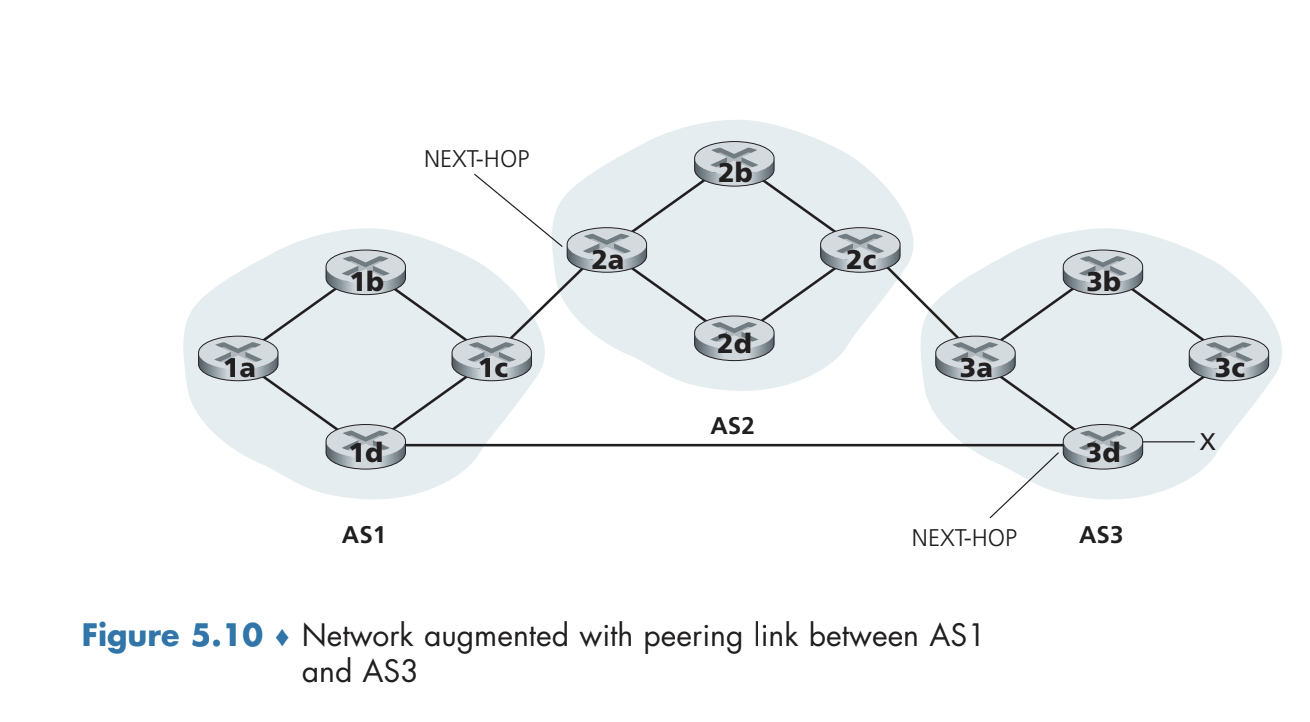 NEXT-HOP
2b
2a
2c
2d
AS2
1b
1a
1c
1d
AS1
3b
3a
3c
3d
X
NEXT-HOP
AS3
Figure 5.10 ♦ Network augmented with peering link between AS1
and AS3